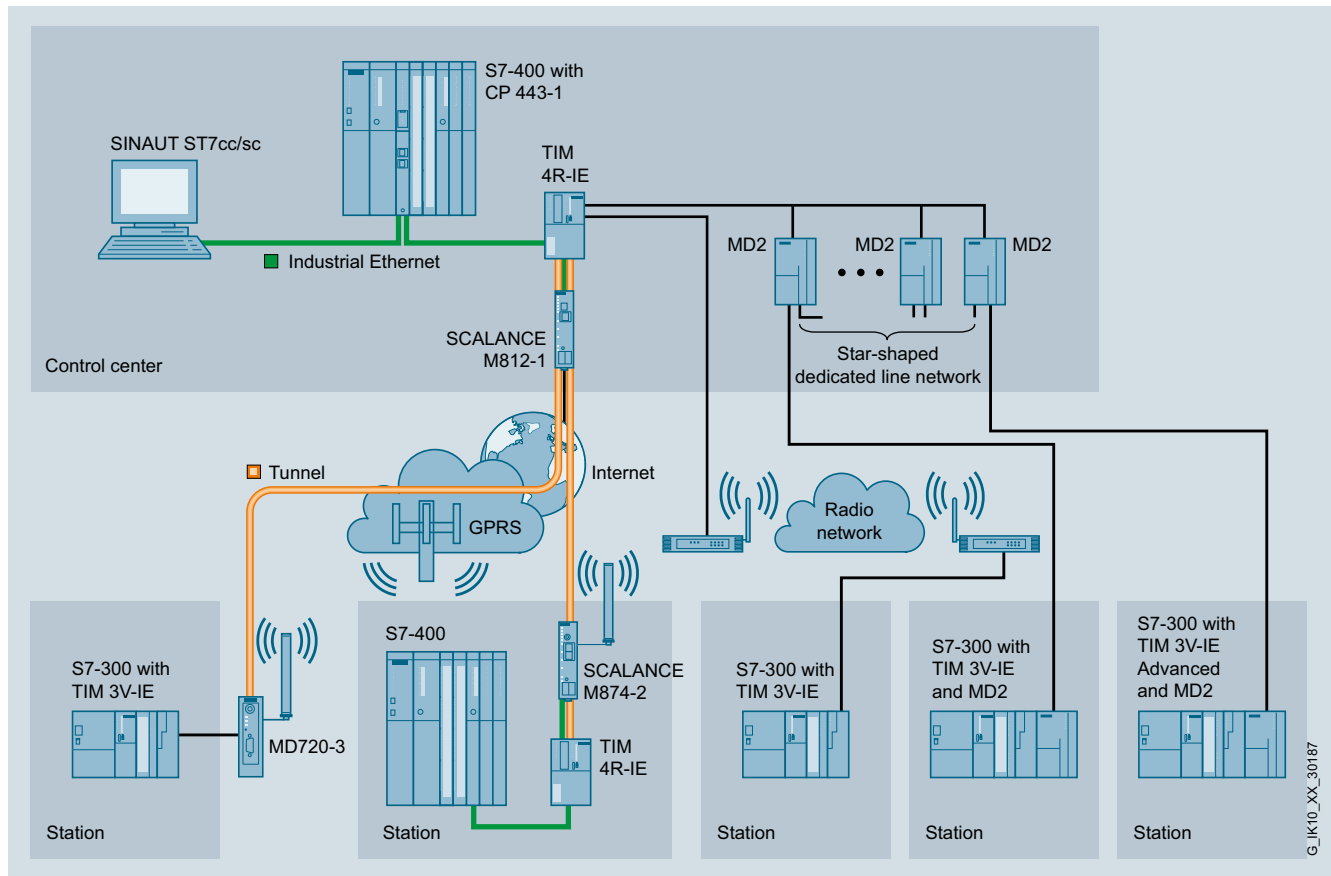 S7-400 with
CP 443-1
SINAUT ST7cc/sc
TIM
4R-IE
Industrial Ethernet
MD2
MD2
MD2
SCALANCE
M812-1
Star-shaped
dedicated line network
Control center
Tunnel
Internet
GPRS
Radio
network
S7-300 with
TIM 3V-IE
MD720-3
Station
S7-400
SCALANCE
M874-2
TIM
4R-IE
Station
S7-300 with
TIM 3V-IE
Station
S7-300 with
TIM 3V-IE
and MD2
Station
S7-300 with
TIM 3V-IE
Advanced
and MD2
Station
G_IK10_XX_30187